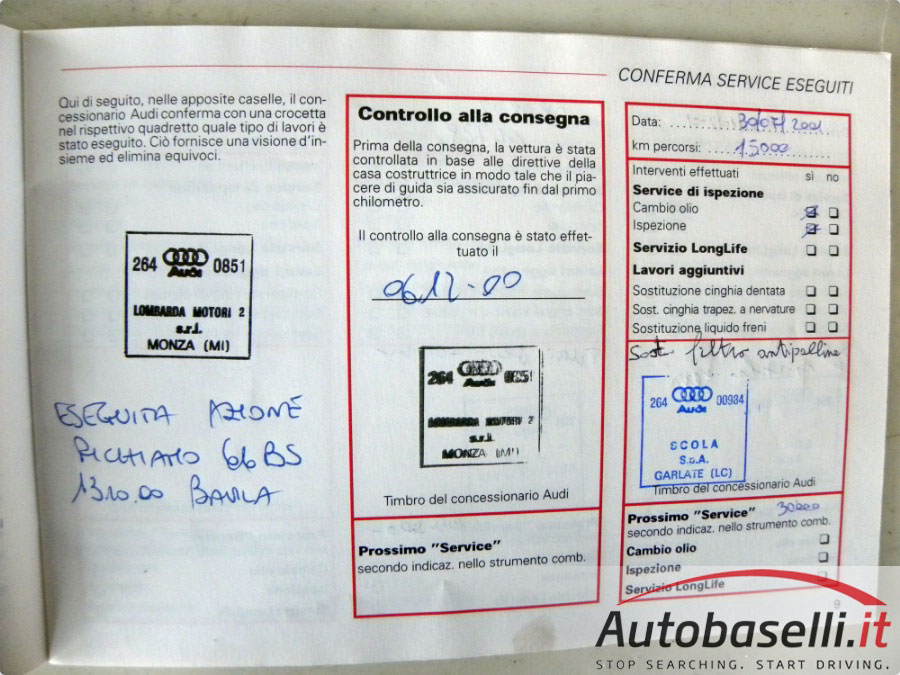 CONFERMA SERVICE ESEGUITI
Qui di seguito, nelle apposite caselle, il con-
cessionario Audi conferma con una crocetta
nel rispettivo quadretto quale tipo di lavori è
stato eseguito. Ciò fornisce una visione d'in-
sieme ed elimina equivoci.
264 Audi 0851
LOMBARDA MOTORI 2
s.r.l.
MONZA (MI)
ESEGUITA AZIONE
RICHIAMO 66BS
1310.00
Controllo alla consegna
Prima della consegna, la vettura è stata
controllata in base alle direttive della
casa costruttrice in modo tale che il pia-
cere di guida sia assicurato fin dal primo
chilometro.
Il controllo alla consegna è stato effet-
tuato il
06.12-00
264 Audi 0851
LOMBARDA MOTORI 2
s.r.l.
MONZA (MI)
Timbro del concessionario Audi
Prossimo "Service"
secondo indicaz. nello strumento comb.
Data: 30/07/2001
km percorsi: 15000
Interventi effettuati sì no
Service di ispezione
Cambio olio
Ispezione
Servizio LongLife
Lavori aggiuntivi
Sostituzione cinghia dentata
Sost. cinghia trapez. a nervature
Sostituzione liquido freni
Sost. filtro antipolline
264 Audi 00984
SCOLA
S.p.A.
GARLATE (LC)
Timbro del concessionario Audi
Prossimo "Service" 30000
secondo indicaz. nello strumento comb.
Cambio olio
Ispezione
Servizio LongLife
9
Autobaselli.it
STOP SEARCHING. START DRIVING.